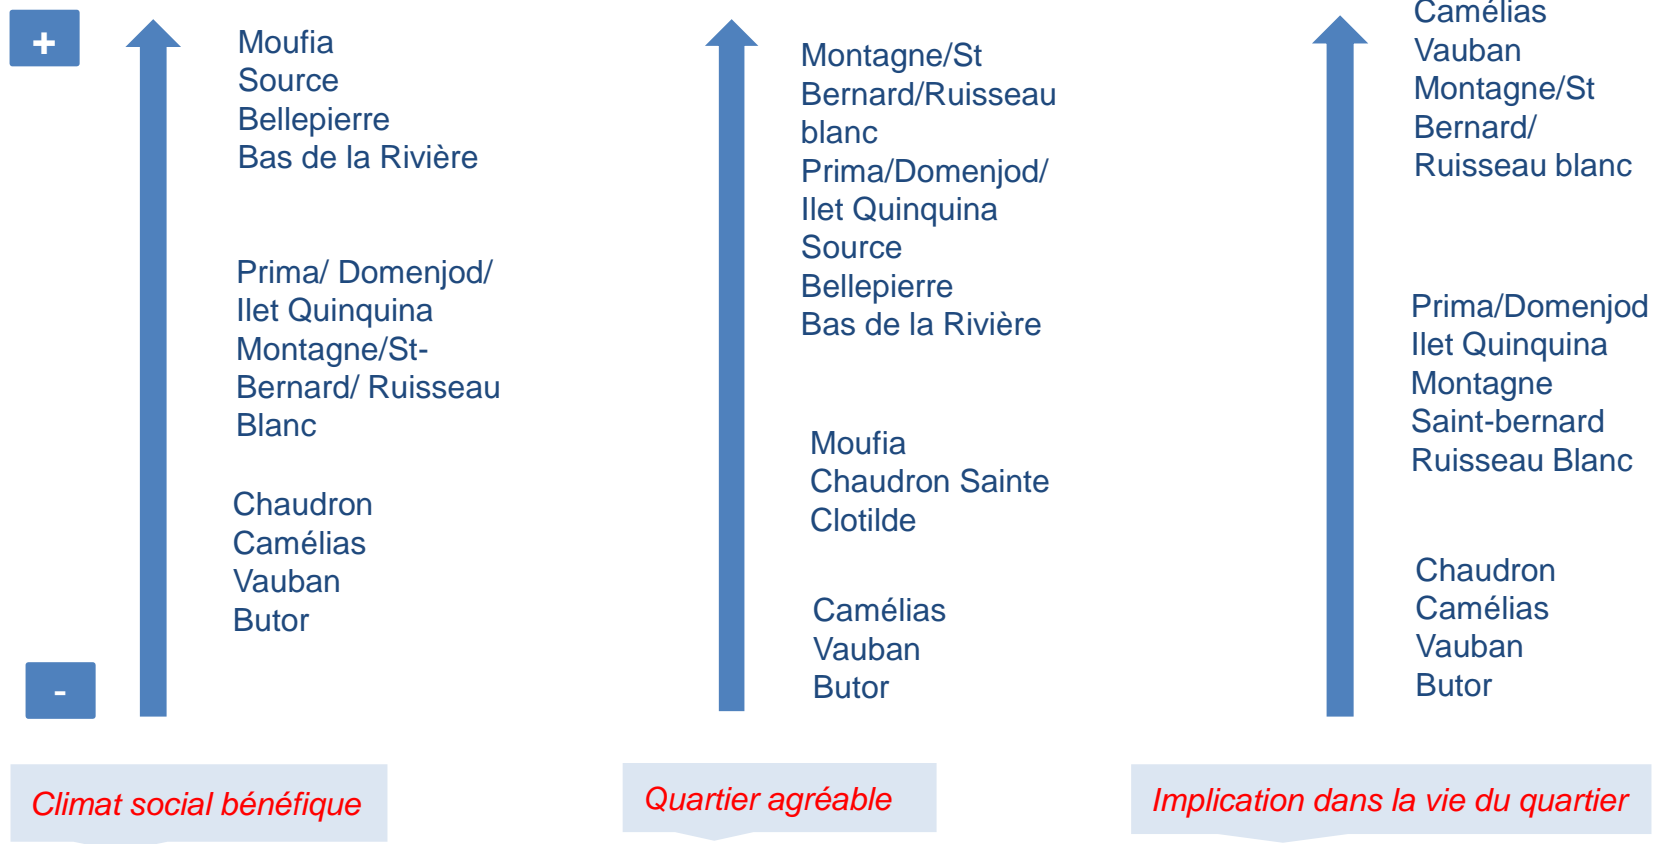 +
Moufia
Source
Bellepierre
Bas de la Rivière
Prima/ Domenjod/
Ilet Quinquina
Montagne/St-
Bernard/ Ruisseau
Blanc
Chaudron
Camélias
Vauban
Butor
-
Climat social bénéfique
Montagne/St
Bernard/Ruisseau
blanc
Prima/Domenjod/
Ilet Quinquina
Source
Bellepierre
Bas de la Rivière
Moufia
Chaudron Sainte
Clotilde
Camélias
Vauban
Butor
Quartier agréable
Camélias
Vauban
Montagne/St
Bernard/
Ruisseau blanc
Prima/Domenjod
Ilet Quinquina
Montagne
Saint-bernard
Ruisseau Blanc
Chaudron
Camélias
Vauban
Butor
Implication dans la vie du quartier